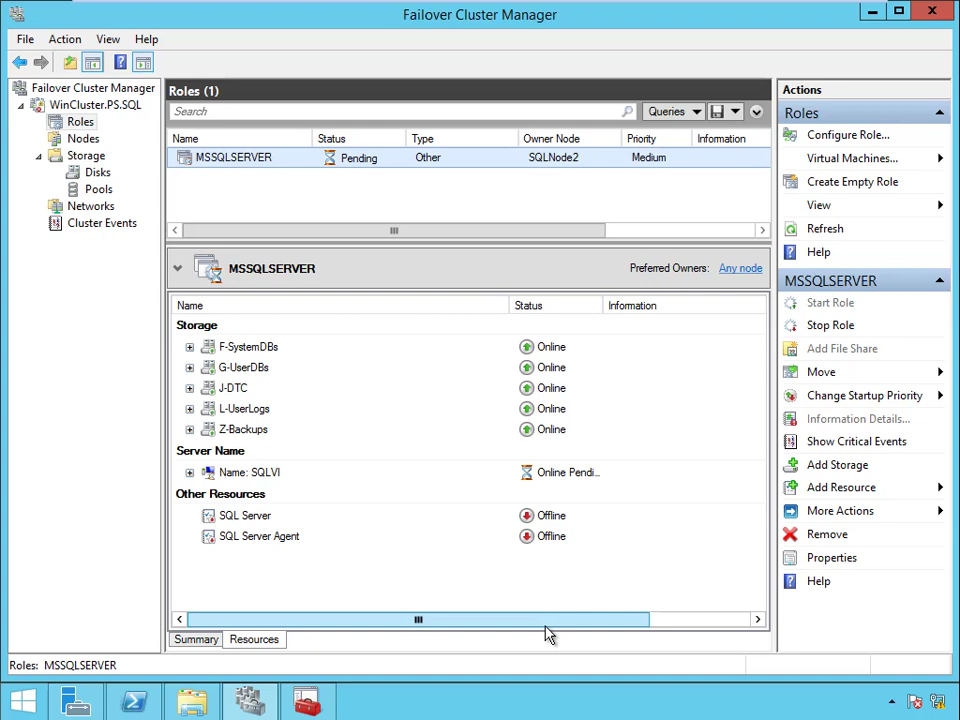 Failover Cluster Manager
File Action View Help
Failover Cluster Manager
WinCluster.PS.SQL
Roles
Nodes
Storage
Disks
Pools
Networks
Cluster Events
Roles (1)
Search
Queries
Name Status Type Owner Node Priority Information
MSSQLSERVER Pending Other SQLNode2 Medium
MSSQLSERVER Preferred Owners: Any node
Name Status Information
Storage
F-SystemDBs Online
G-UserDBs Online
J-DTC Online
L-UserLogs Online
Z-Backups Online
Server Name
Name: SQLVI Online Pendi...
Other Resources
SQL Server Offline
SQL Server Agent Offline
Summary Resources
Actions
Roles
Configure Role...
Virtual Machines...
Create Empty Role
View
Refresh
Help
MSSQLSERVER
Start Role
Stop Role
Add File Share
Move
Change Startup Priority
Information Details...
Show Critical Events
Add Storage
Add Resource
More Actions
Remove
Properties
Help
Roles: MSSQLSERVER